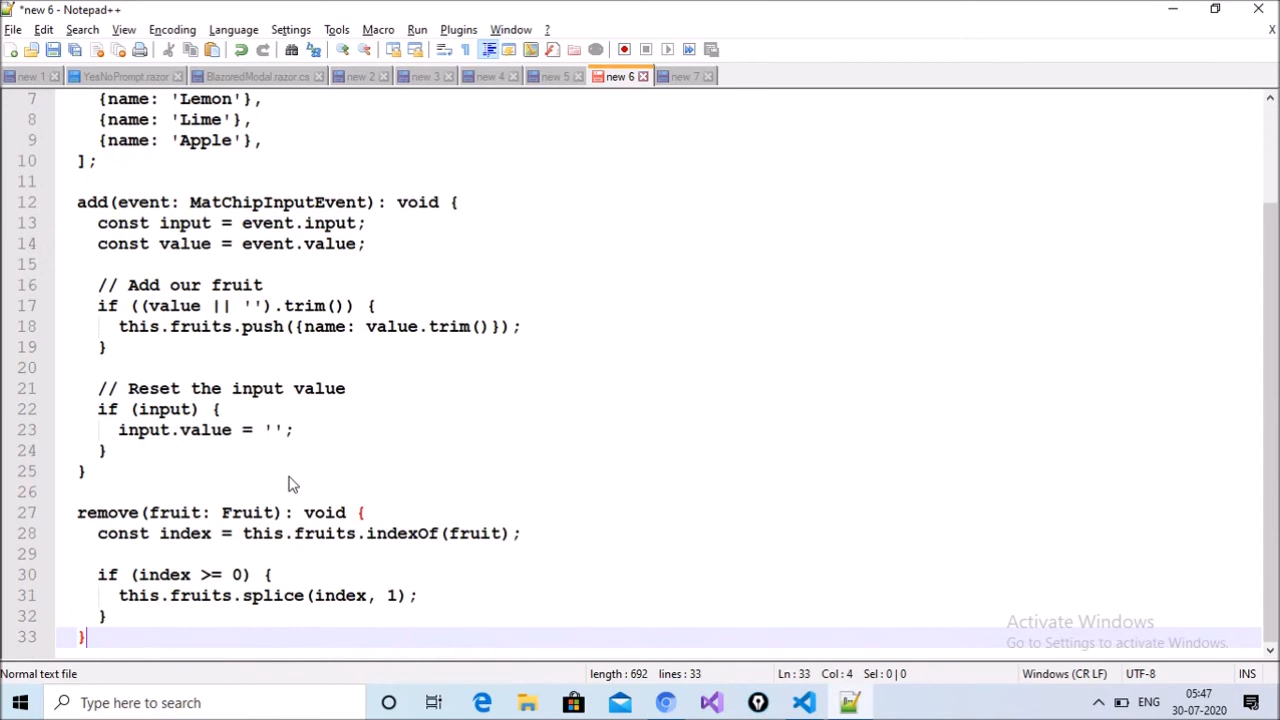 *new 6 - Notepad++
File Edit Search View Encoding Language Settings Tools Macro Run Plugins Window ? X
new 1 YesNoPrompt.razor BlazoredModal.razor.cs new 2 new 3 new 4 new 5 new 6 new 7
7 {name: 'Lemon'},
8 {name: 'Lime'},
9 {name: 'Apple'},
10 ];
11
12 add(event: MatChipInputEvent): void {
13 const input = event.input;
14 const value = event.value;
15
16 // Add our fruit
17 if ((value || '').trim()) {
18 this.fruits.push({name: value.trim()});
19 }
20
21 // Reset the input value
22 if (input) {
23 input.value = '';
24 }
25 }
26
27 remove(fruit: Fruit): void {
28 const index = this.fruits.indexOf(fruit);
29
30 if (index >= 0) {
31 this.fruits.splice(index, 1);
32 }
33 }
Activate Windows
Go to Settings to activate Windows.
Normal text file length : 692 lines : 33 Ln : 33 Col : 4 Sel : 0 | 0 Windows (CR LF) UTF-8 INS
Type here to search ENG 05:47
30-07-2020